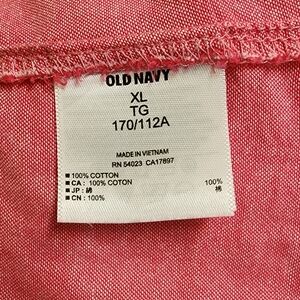 OLD NAVY
XL
TG
170/112A
MADE IN VIETNAM
RN 54023 CA17897
■ 100% COTTON
■ CA : 100% COTON 100%
■ JP : 綿 棉
■ CN : 100%